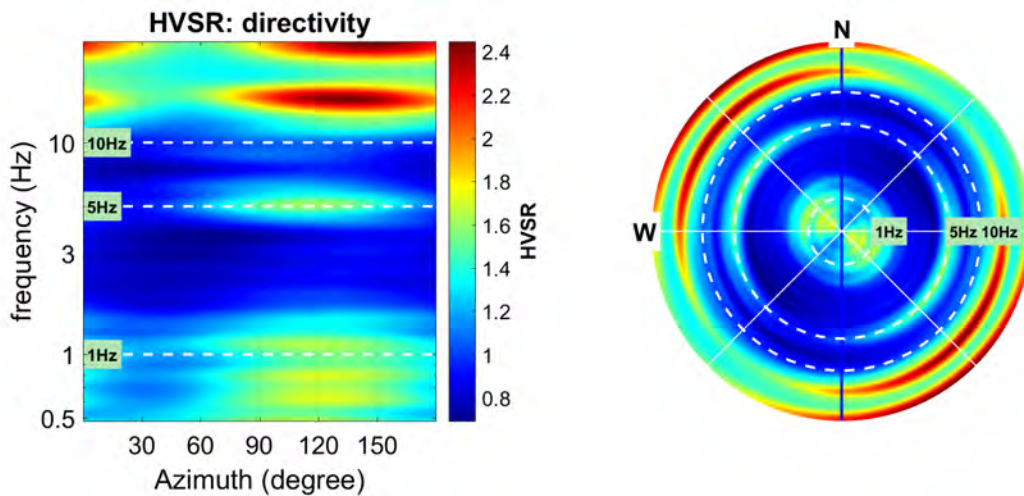 HVSR: directivity
frequency (Hz)
10
3
1
0.5
10Hz
5Hz
1Hz
30 60 90 120 150
Azimuth (degree)
2.4
2.2
2
1.8
1.6
1.4
1.2
1
0.8
HVSR
N
W
1Hz 5Hz 10Hz